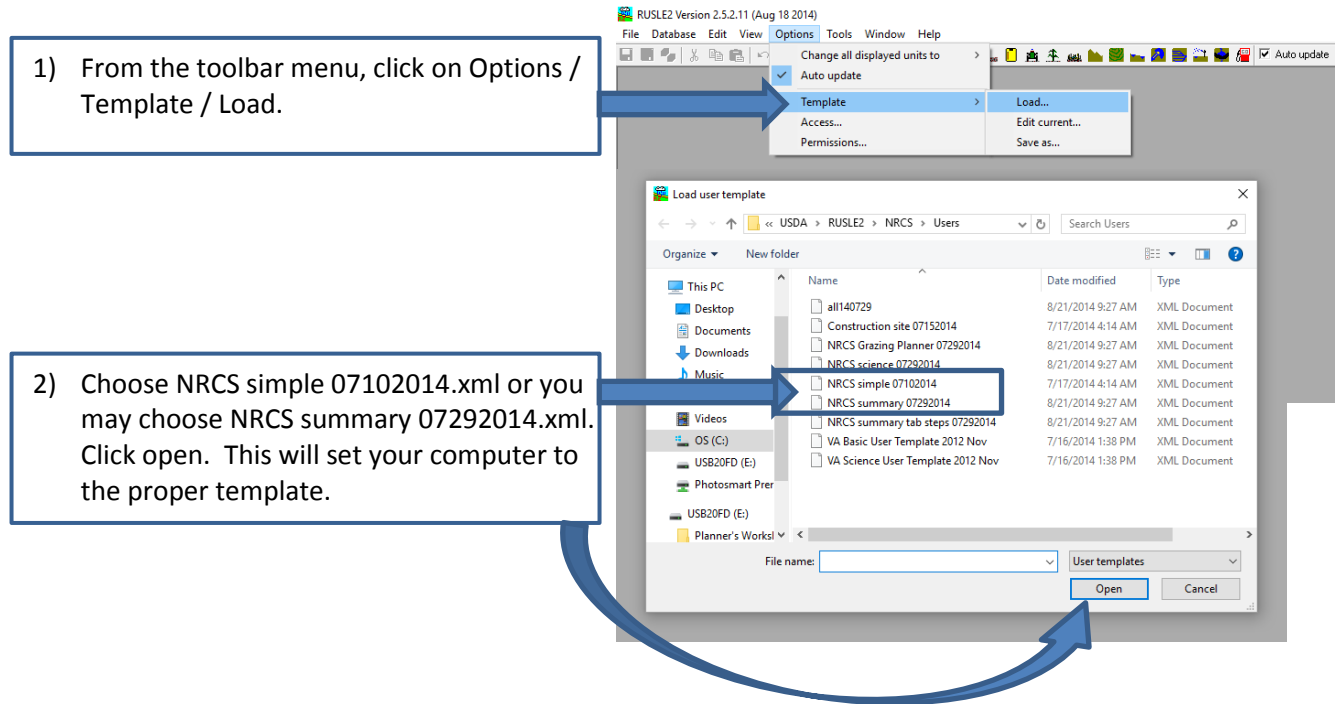 RUSLE2 Version 2.5.2.11 (Aug 18 2014)
File Database Edit View Options Tools Window Help
Auto update
1) From the toolbar menu, click on Options /
Template / Load.
Change all displayed units to
Auto update
Template
Load...
Access...
Edit current...
Permissions...
Save as...
Load user template
« USDA > RUSLE2 > NRCS > Users
Search Users
Organize
New folder
Name Date modified Type
This PC
Desktop
Documents
Downloads
Music
Videos
OS (C:)
USB20FD (E:)
Photosmart Prer
USB20FD (E:)
Planner's Worksl
all140729 8/21/2014 9:27 AM XML Document
Construction site 07152014 7/17/2014 4:14 AM XML Document
NRCS Grazing Planner 07292014 8/21/2014 9:27 AM XML Document
NRCS science 07292014 8/21/2014 9:27 AM XML Document
NRCS simple 07102014 7/17/2014 4:14 AM XML Document
NRCS summary 07292014 8/21/2014 9:27 AM XML Document
NRCS summary tab steps 07292014 8/21/2014 9:27 AM XML Document
VA Basic User Template 2012 Nov 7/16/2014 1:38 PM XML Document
VA Science User Template 2012 Nov 7/16/2014 1:38 PM XML Document
2) Choose NRCS simple 07102014.xml or you
may choose NRCS summary 07292014.xml.
Click open. This will set your computer to
the proper template.
File name:
User templates
Open
Cancel